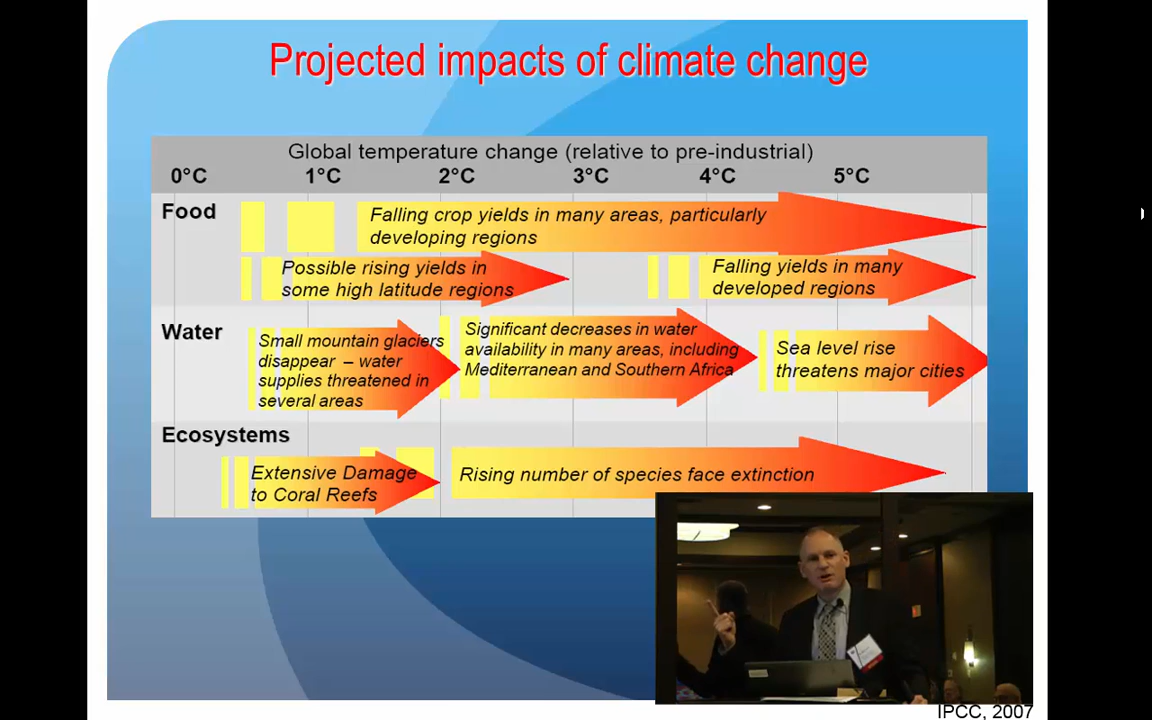 Projected impacts of climate change
Global temperature change (relative to pre-industrial)
0°C 1°C 2°C 3°C 4°C 5°C
Food
Falling crop yields in many areas, particularly
developing regions
Possible rising yields in
some high latitude regions
Falling yields in many
developed regions
Water
Small mountain glaciers
disappear – water
supplies threatened in
several areas
Significant decreases in water
availability in many areas, including
Mediterranean and Southern Africa
Sea level rise
threatens major cities
Ecosystems
Extensive Damage
to Coral Reefs
Rising number of species face extinction
IPCC, 2007